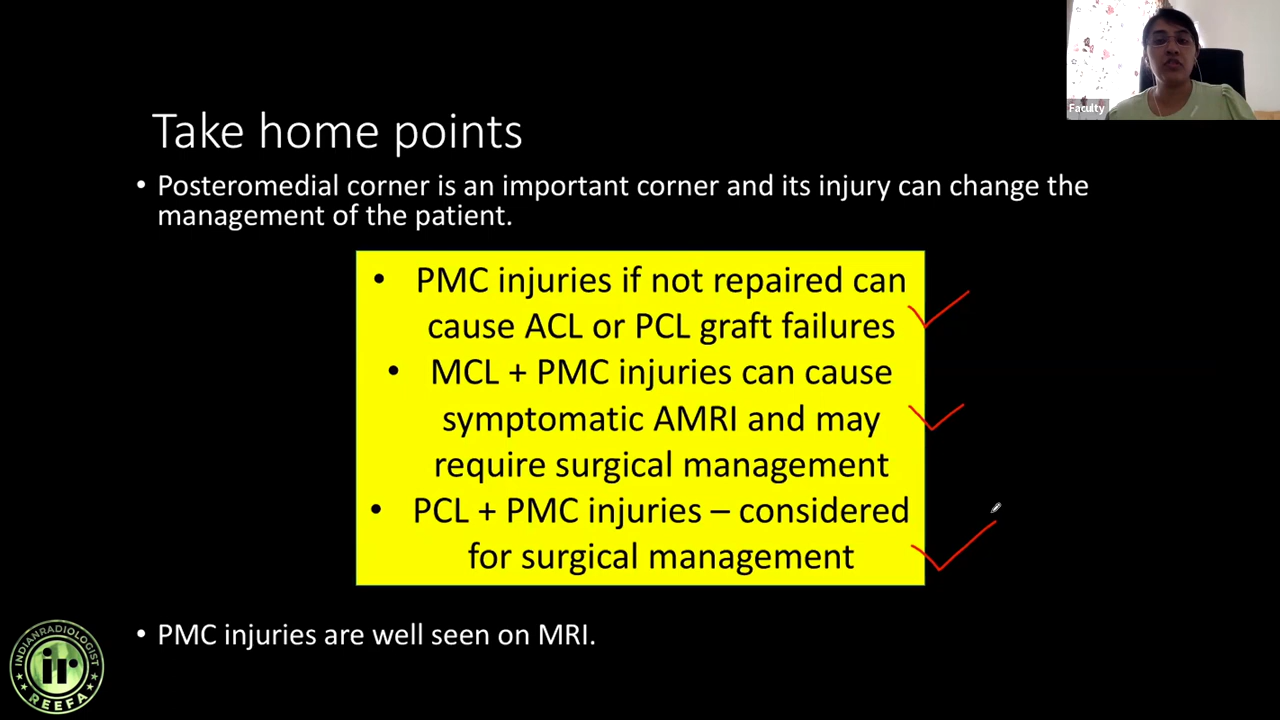 Faculty
Take home points
• Posteromedial corner is an important corner and its injury can change the
management of the patient.
• PMC injuries if not repaired can
cause ACL or PCL graft failures
• MCL + PMC injuries can cause
symptomatic AMRI and may
require surgical management
• PCL + PMC injuries – considered
for surgical management
• PMC injuries are well seen on MRI.
INDIANRADIOLOGIST
ir
REEFA